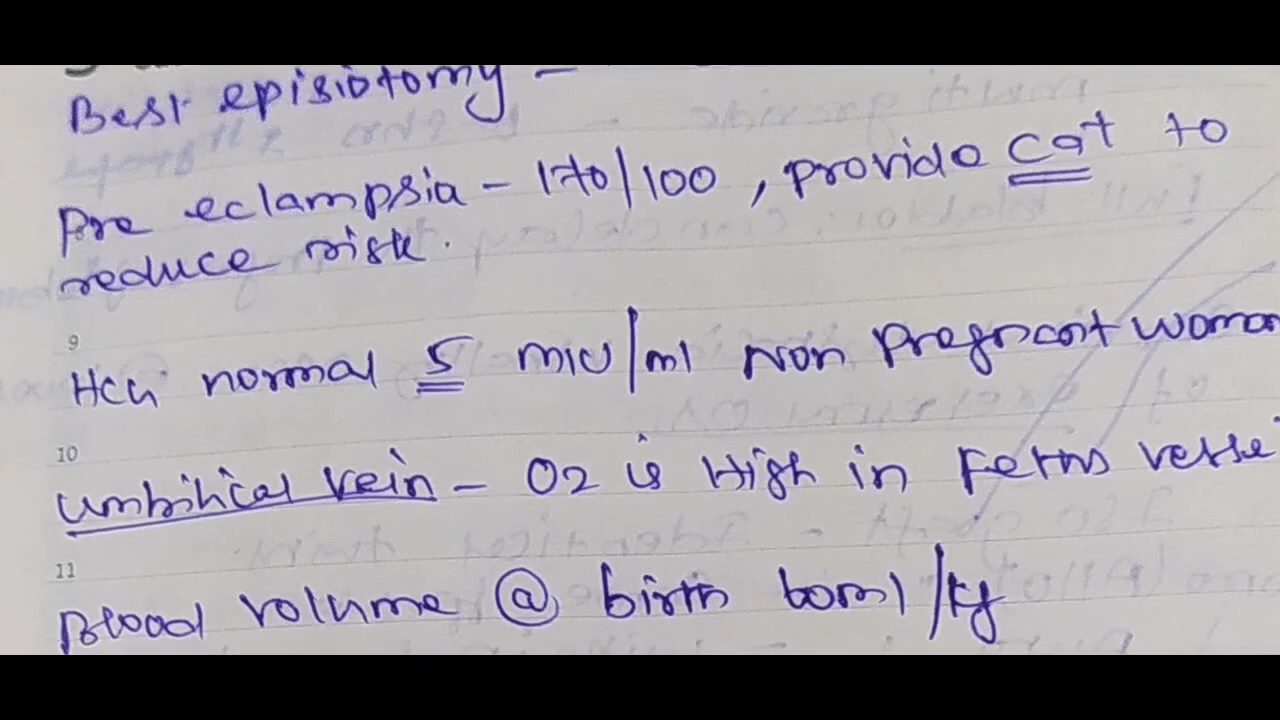 Best episiotomy -
Pre eclampsia - 170/100, provide Cat to
reduce risk.
9
HCG normal 5 mIU/ml Non Pregnant woman
10
umbilical vein - O2 is High in Fetus vesse
11
Blood volume @ birth 80ml/kg